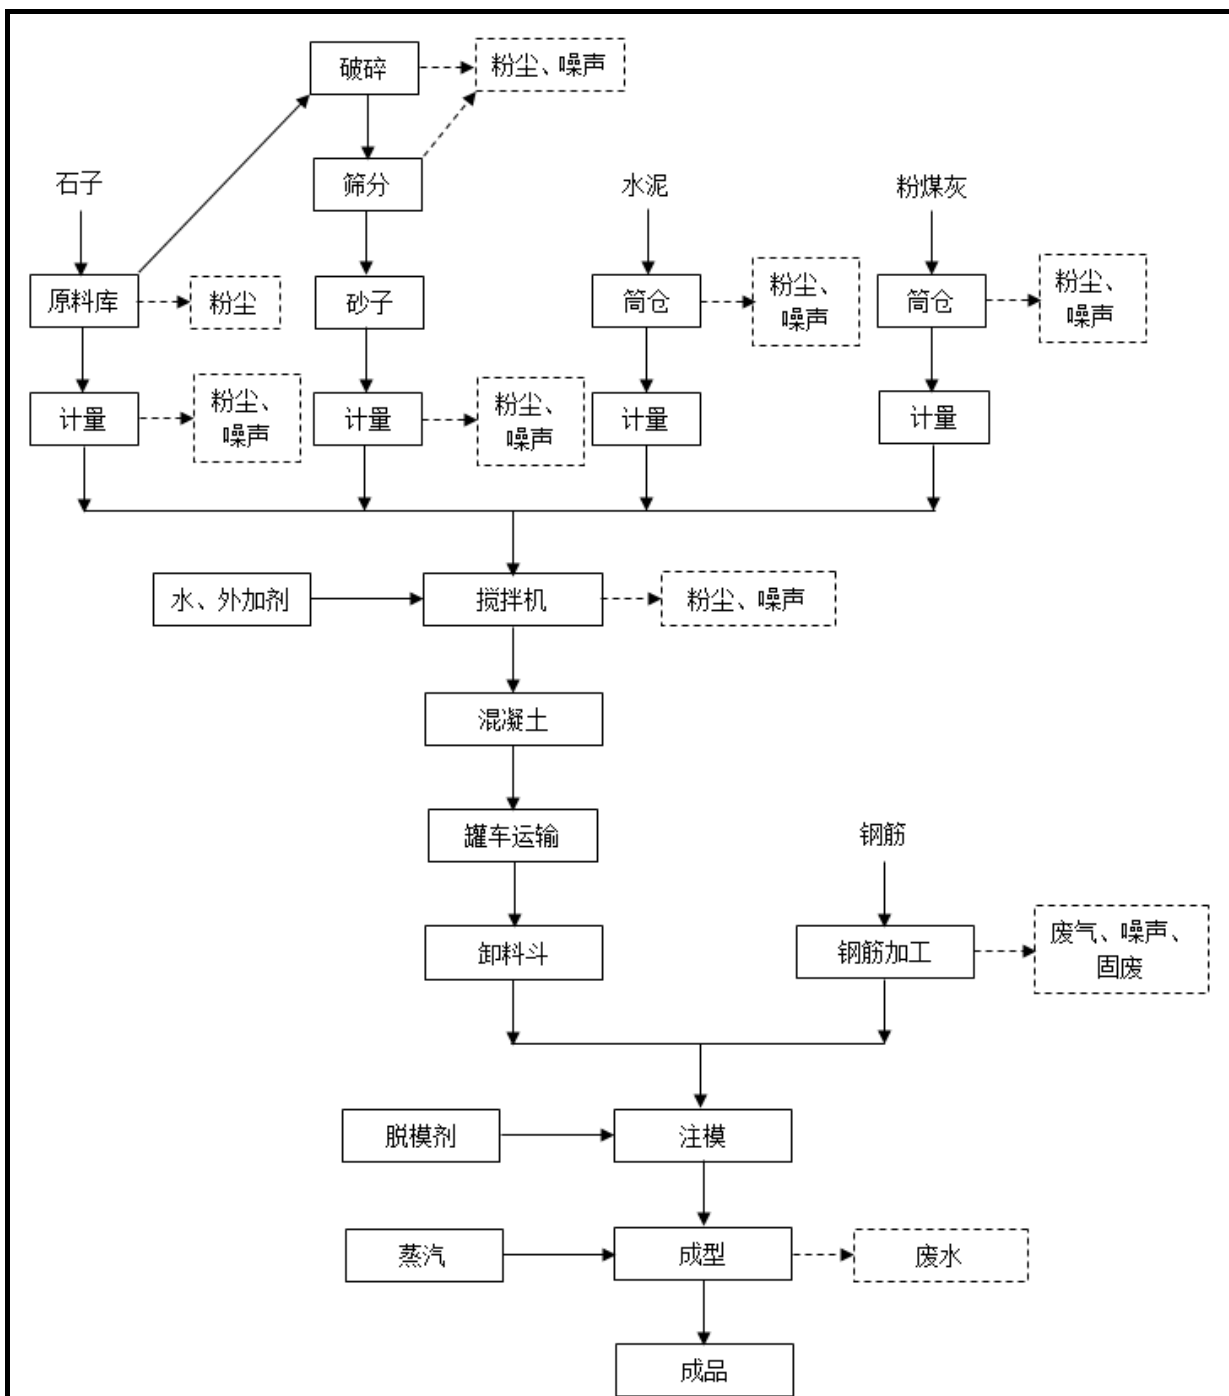 破碎
粉尘、噪声
石子
筛分
水泥
粉煤灰
原料库
粉尘
砂子
筒仓
粉尘、
噪声
筒仓
粉尘、
噪声
计量
粉尘、
噪声
计量
粉尘、
噪声
计量
计量
水、外加剂
搅拌机
粉尘、噪声
混凝土
罐车运输
钢筋
卸料斗
钢筋加工
废气、噪声、
固废
脱模剂
注模
蒸汽
成型
废水
成品